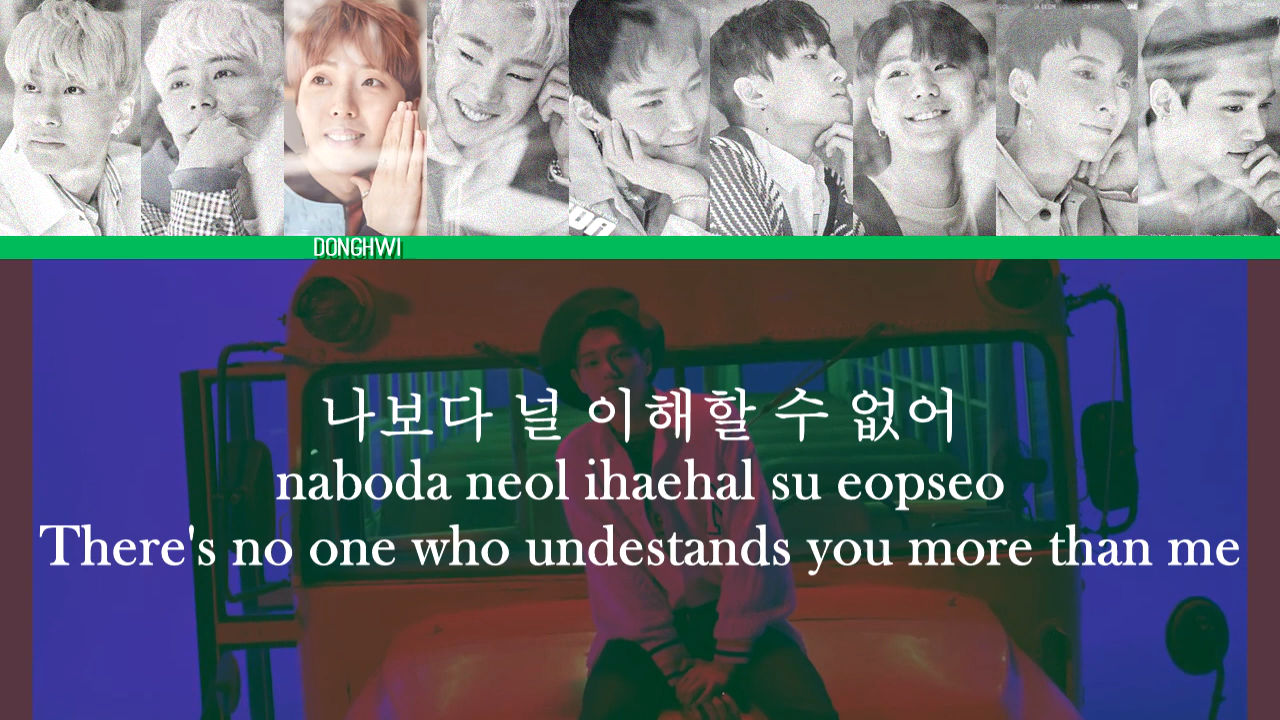 DONGHWI
나보다 널 이해할 수 없어
naboda neol ihaehal su eopseo
There's no one who undestands you more than me